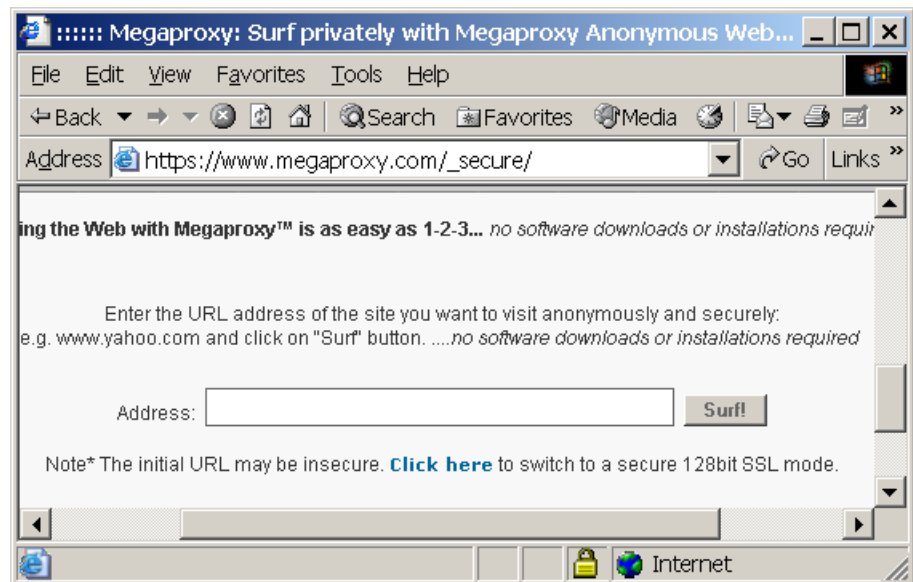 :::::: Megaproxy: Surf privately with Megaproxy Anonymous Web...
File Edit View Favorites Tools Help
Back Search Favorites Media »
Address https://www.megaproxy.com/_secure/ Go Links »
ing the Web with Megaproxy™ is as easy as 1-2-3... no software downloads or installations requir
Enter the URL address of the site you want to visit anonymously and securely:
e.g. www.yahoo.com and click on "Surf" button. ....no software downloads or installations required
Address: Surf!
Note* The initial URL may be insecure. Click here to switch to a secure 128bit SSL mode.
Internet